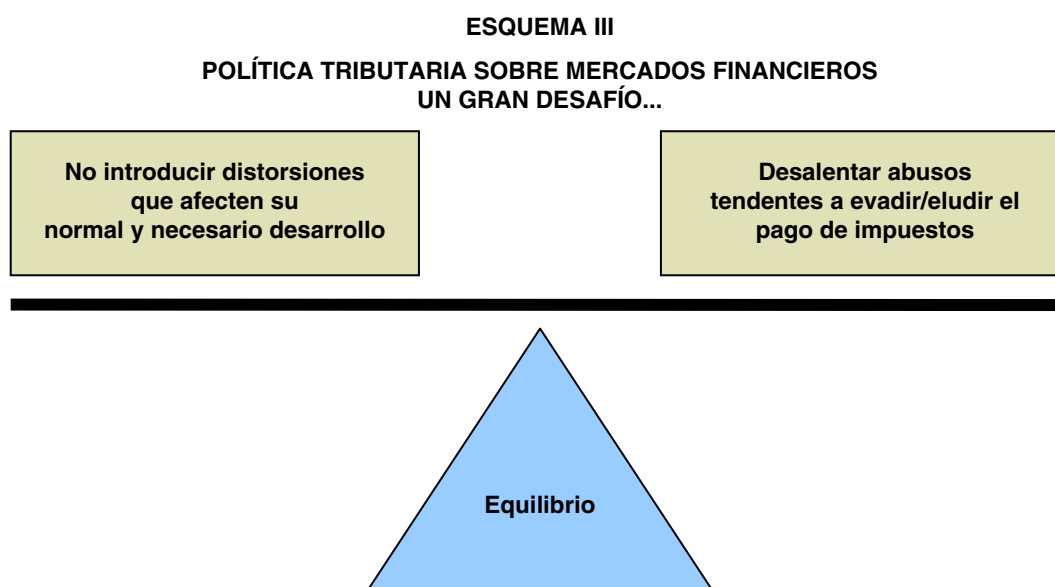 ESQUEMA III
POLÍTICA TRIBUTARIA SOBRE MERCADOS FINANCIEROS
UN GRAN DESAFÍO...
No introducir distorsiones
que afecten su
normal y necesario desarrollo
Desalentar abusos
tendentes a evadir/eludir el
pago de impuestos
Equilibrio